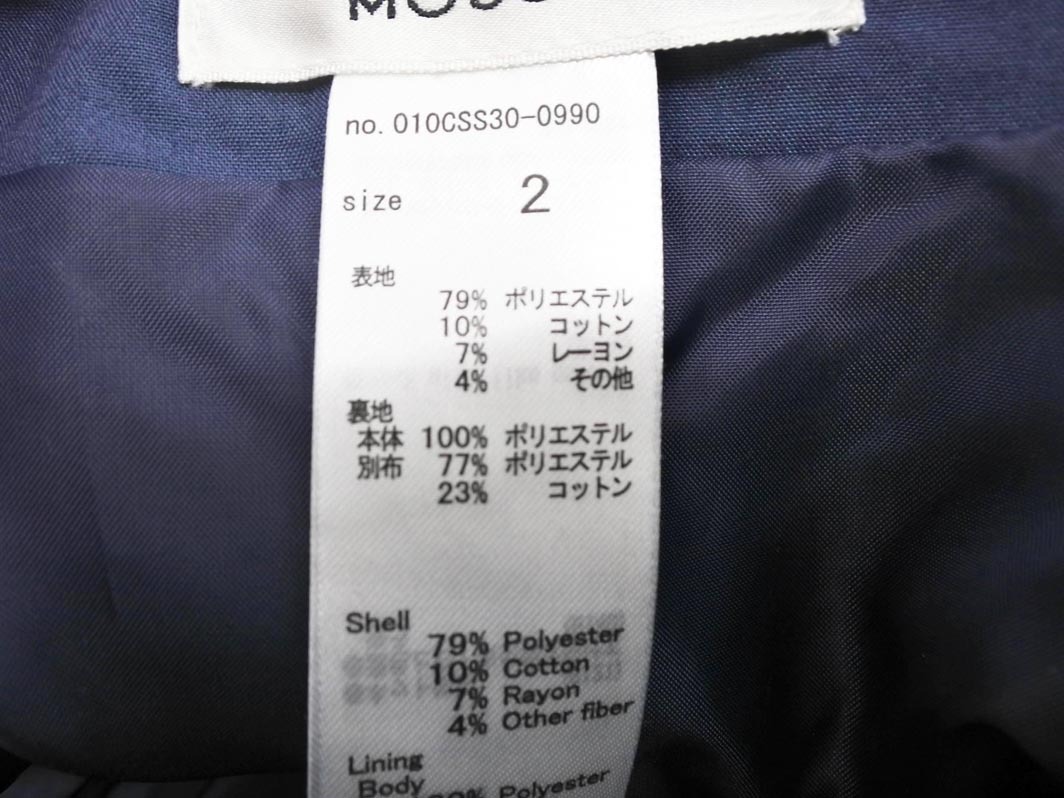 no. 010CSS30-0990
size 2
表地
79% ポリエステル
10% コットン
7% レーヨン
4% その他
裏地
本体 100% ポリエステル
別布 77% ポリエステル
23% コットン
Shell
79% Polyester
10% Cotton
7% Rayon
4% Other fiber
Lining
Body
Polyester